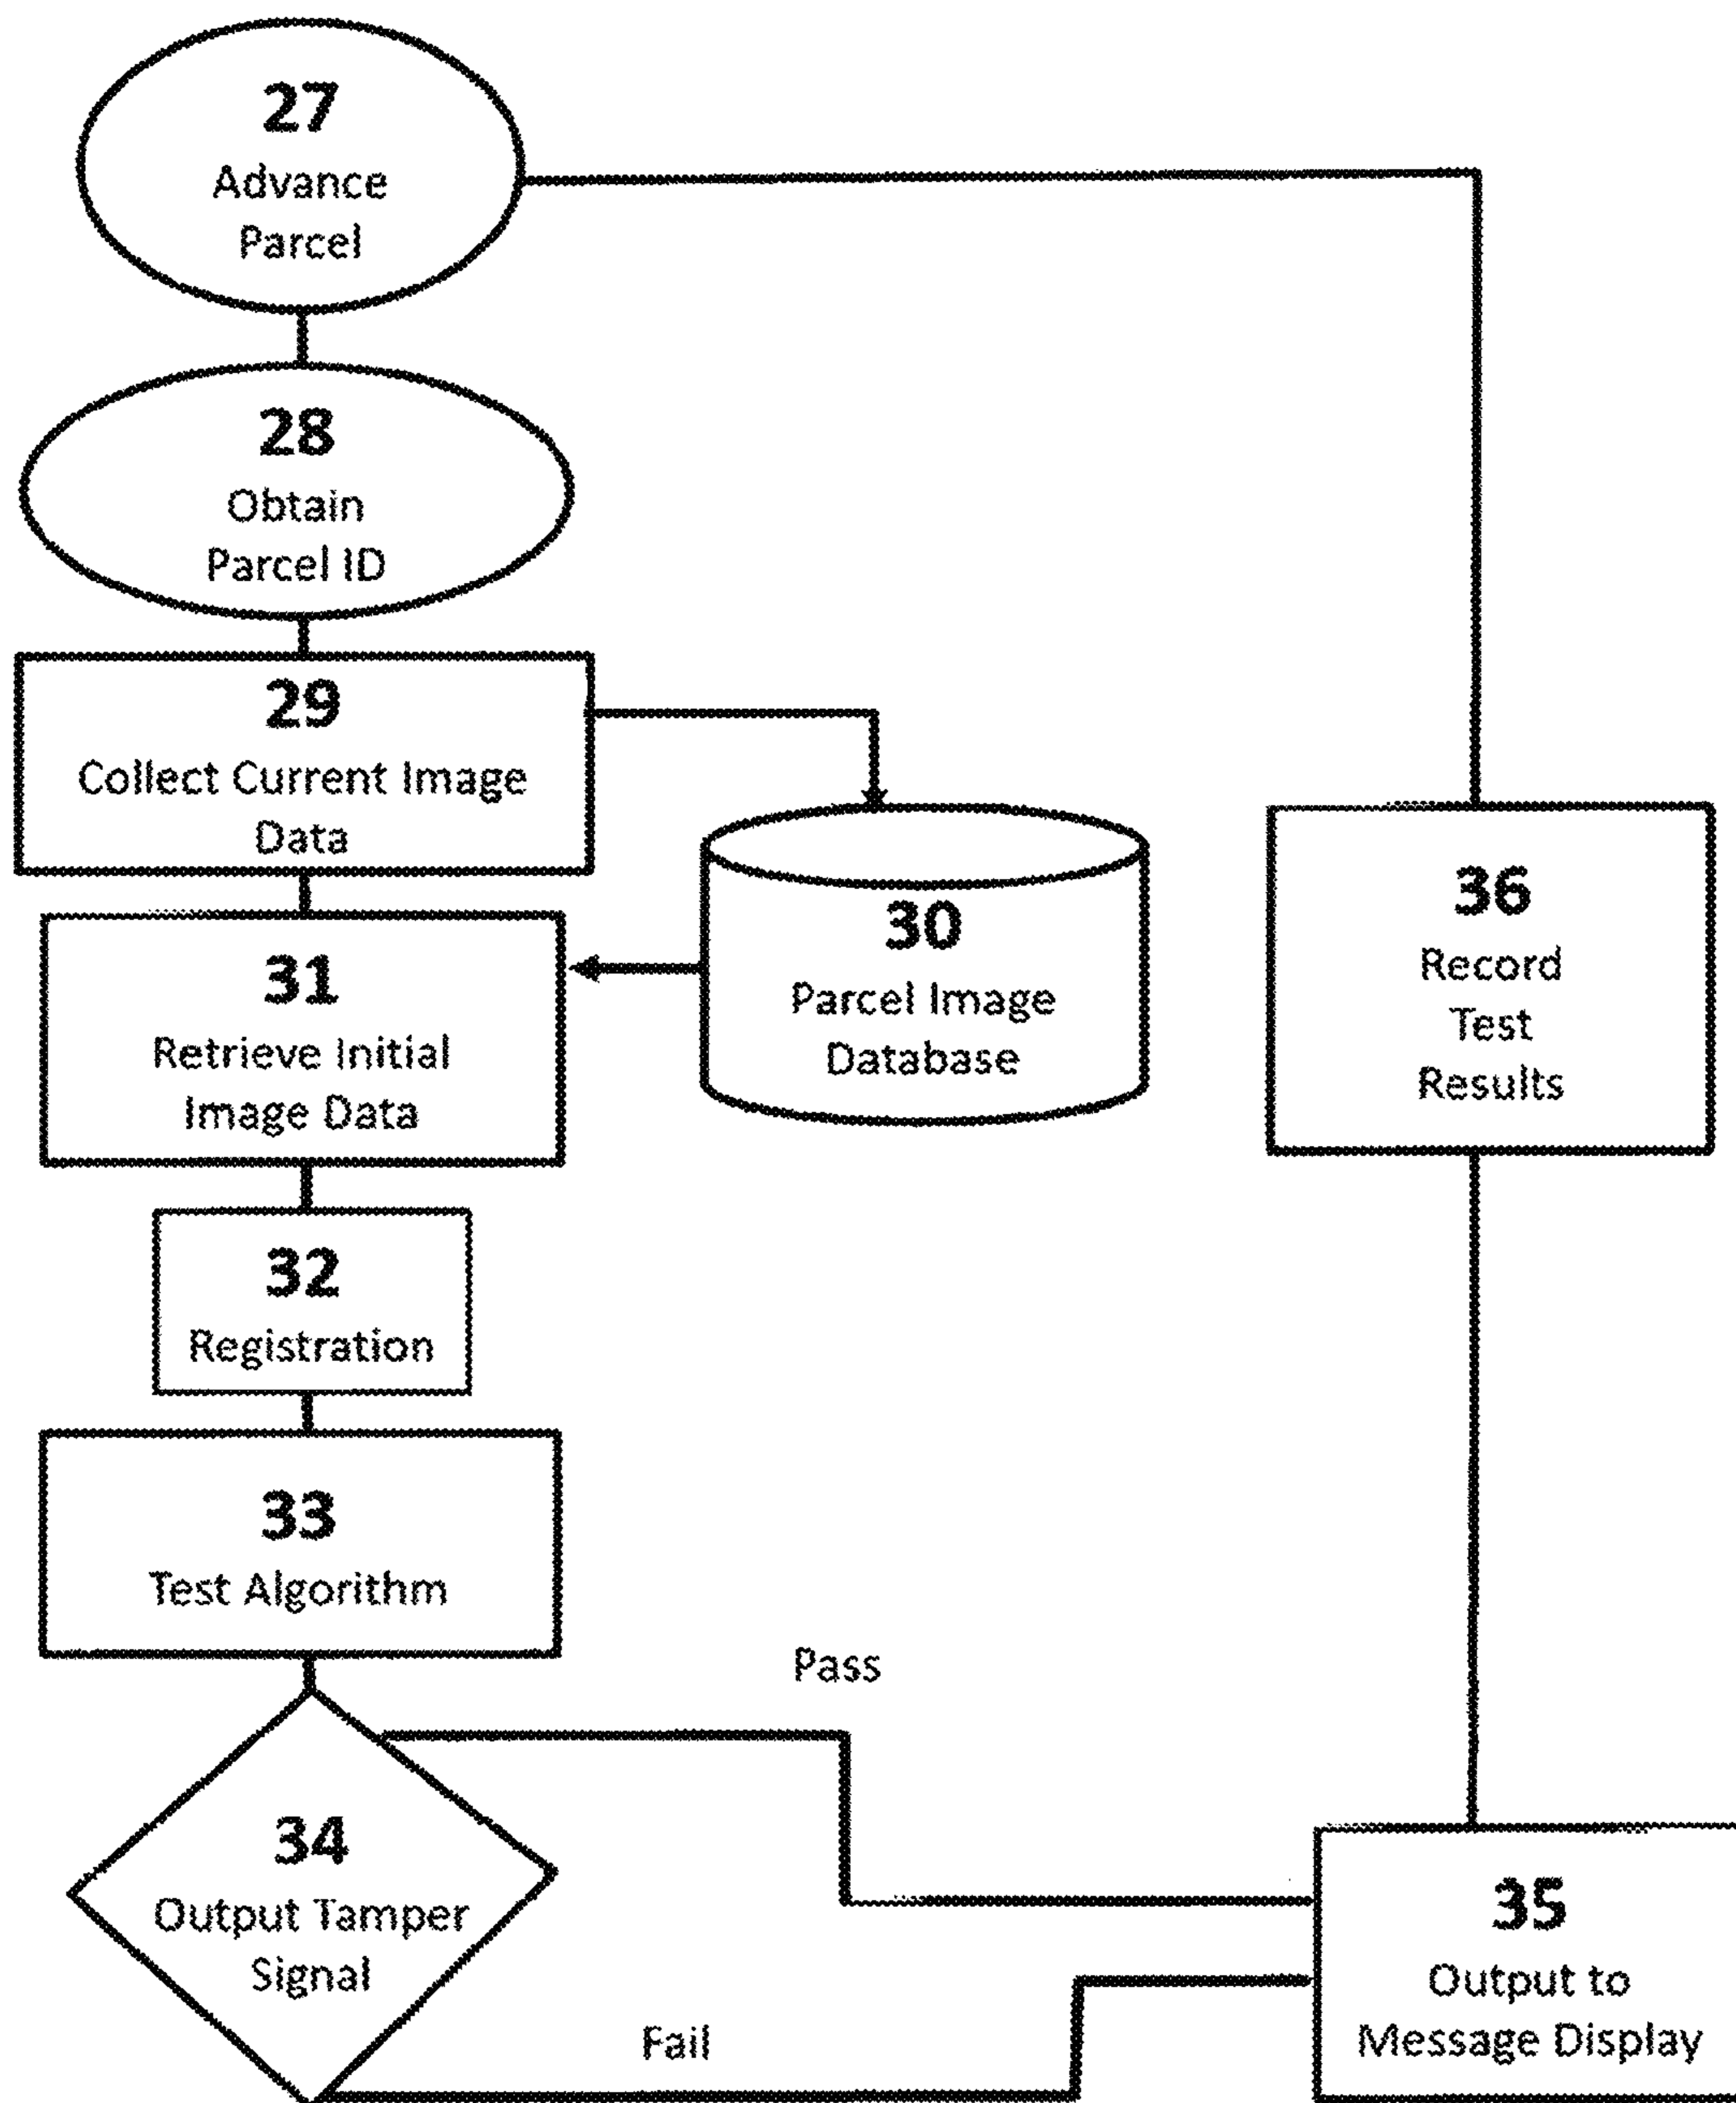 27
Advance
Parcel
28
Obtain
Parcel ID
29
Collect Current Image
Data
30
Parcel Image
Database
31
Retrieve Initial
Image Data
32
Registration
33
Test Algorithm
34
Output Tamper
Signal
Pass
Fail
35
Output to
Message Display
36
Record
Test
Results